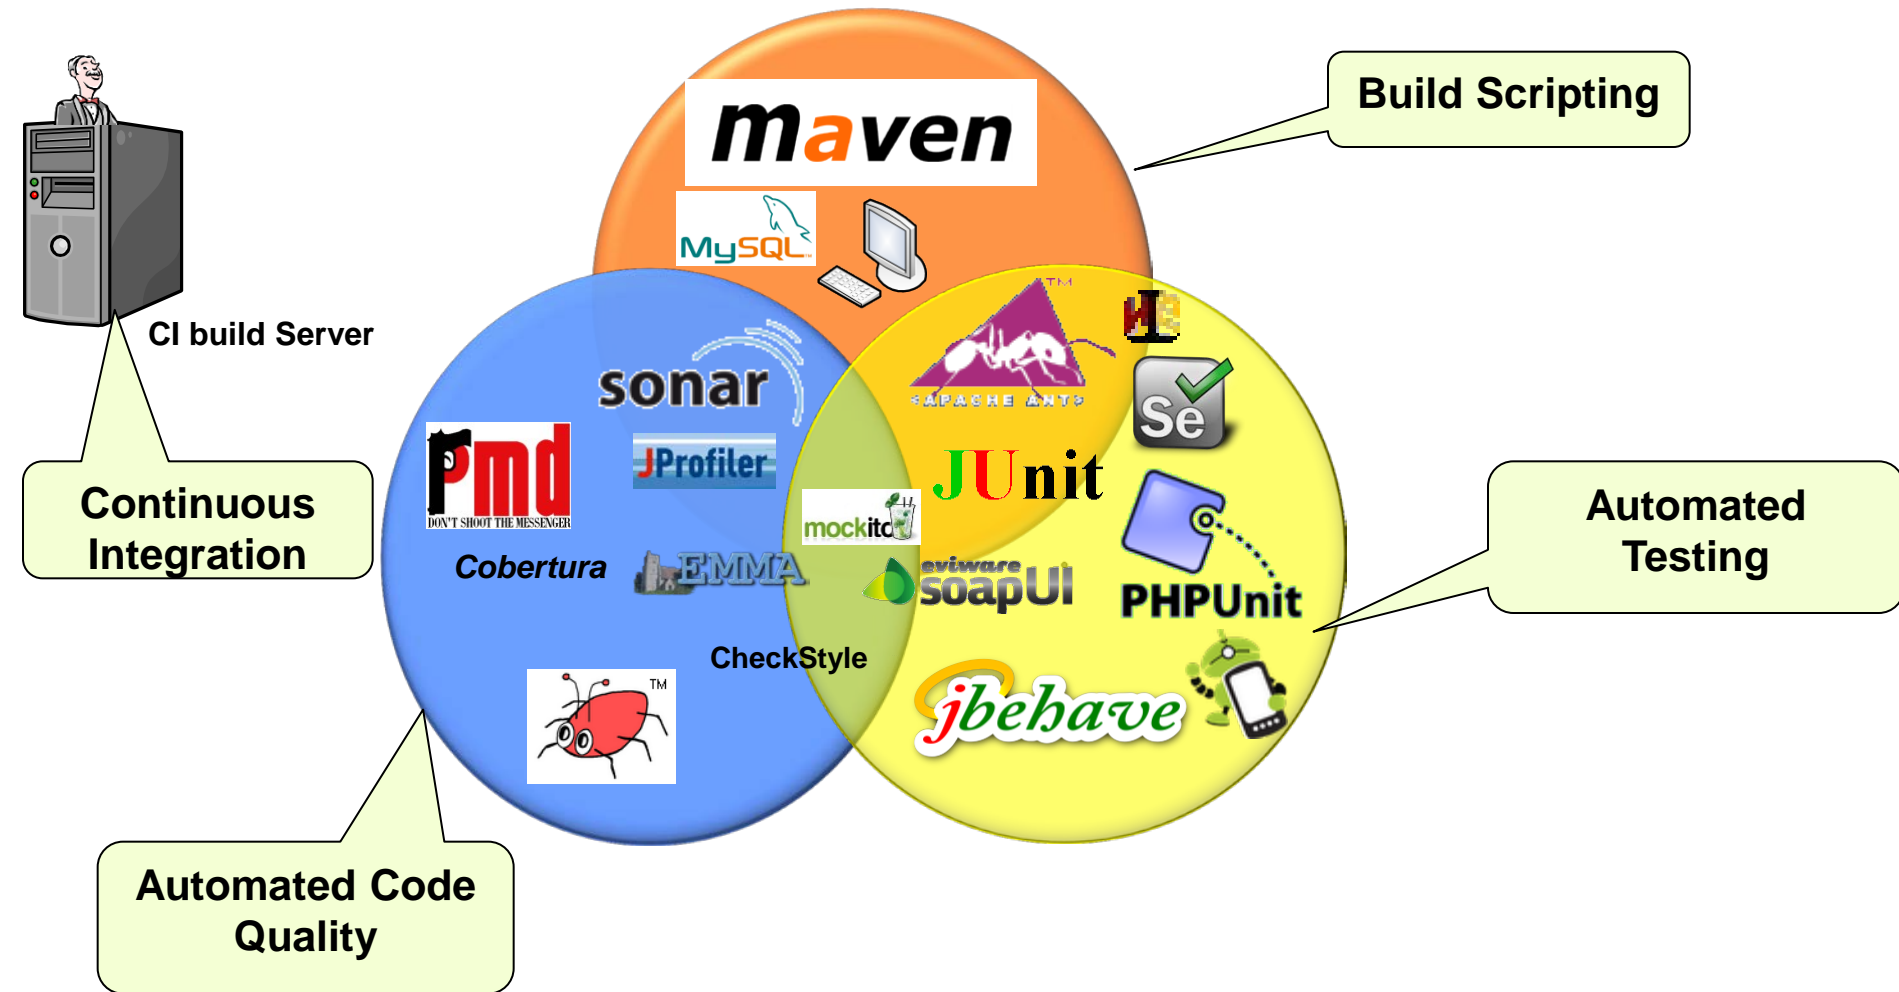 Build Scripting
maven
MySQL
TM
CI build Server
sonar
<APACHE ANT>
Se
pmd
DON'T SHOOT THE MESSENGER
JProfiler
JUnit
Continuous
Integration
Automated
Testing
mockito
Cobertura
EMMA
eviware
soapUI
PHPUnit
CheckStyle
TM
jbehave
Automated Code
Quality